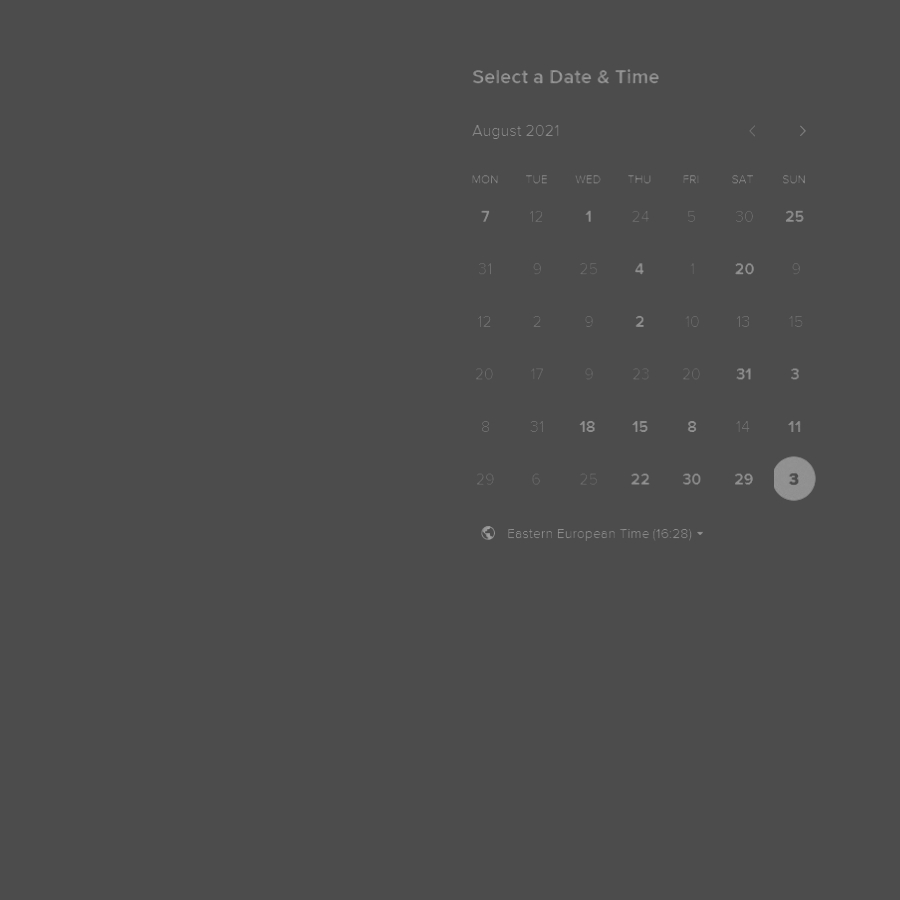 Select a Date & Time
August 2021
MON TUE WED THU FRI SAT SUN
7 12 1 24 5 30 25
31 9 25 4 1 20 9
12 2 9 2 10 13 15
20 17 9 23 20 31 3
8 31 18 15 8 14 11
29 6 25 22 30 29 3
Eastern European Time (16:28)